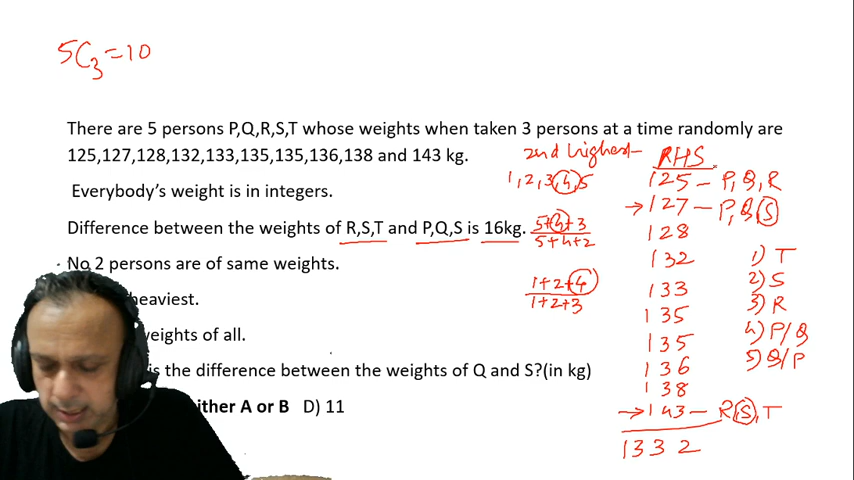 5C3=10
There are 5 persons P,Q,R,S,T whose weights when taken 3 persons at a time randomly are
125,127,128,132,133,135,135,136,138 and 143 kg.
Everybody's weight is in integers.
Difference between the weights of R,S,T and P,Q,S is 16kg.
No 2 persons are of same weights.
heaviest.
weights of all.
is the difference between the weights of Q and S?(in kg)
ither A or B D) 11
2nd highest-
1,2,3,4,5
5+4+3
5+4+2
1+2+4
1+2+3
RHS
125 - P, Q, R
→127 - P, Q, S
128
132
133
135
135
136
138
→143 - R, S, T
1332
1) T
2) S
3) R
4) P/Q
5) Q/P